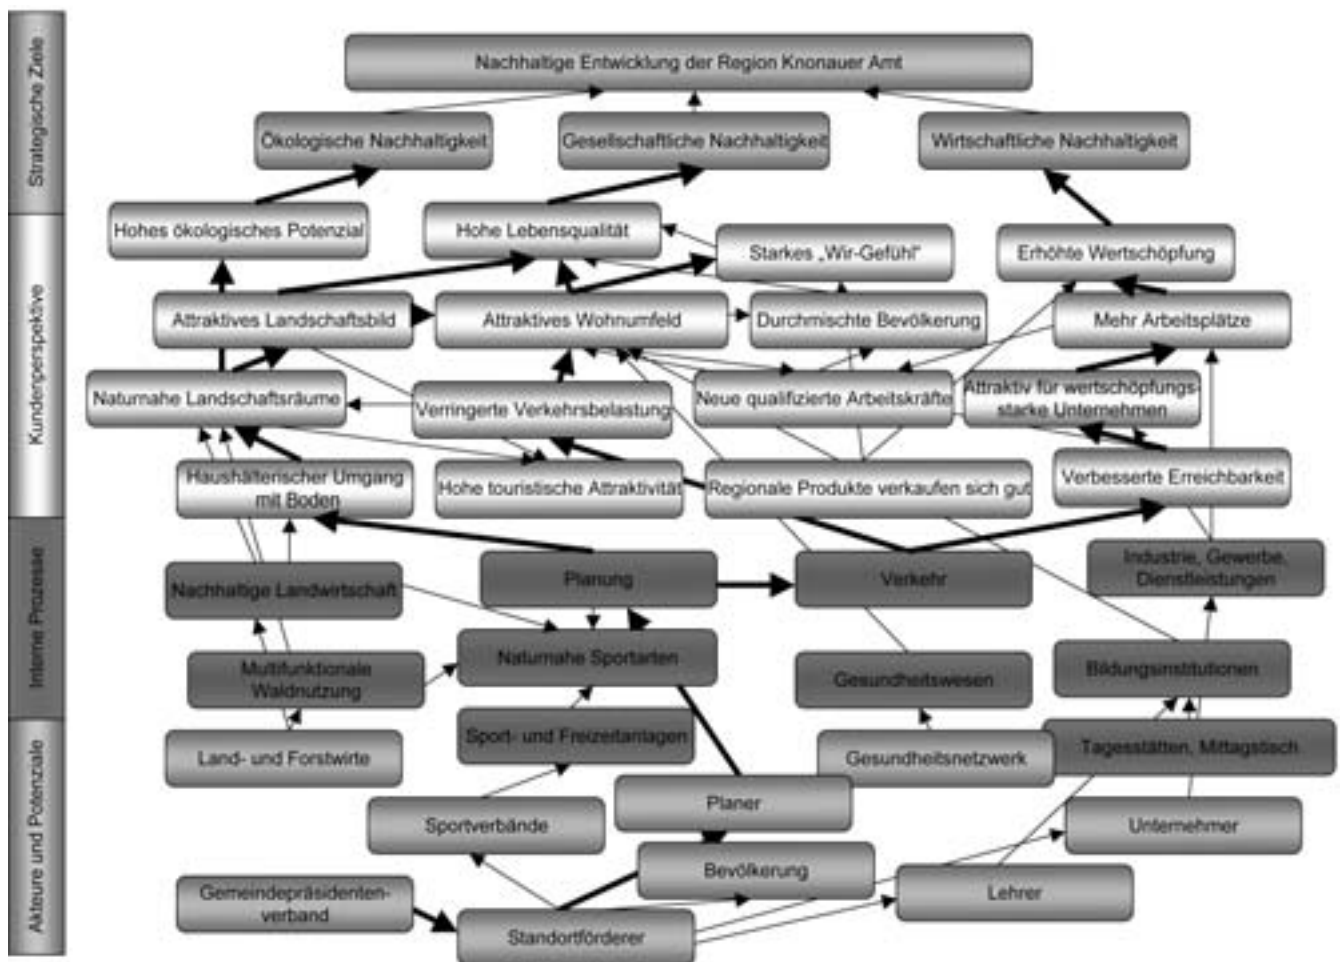 Strategische Ziele
Nachhaltige Entwicklung der Region Knonauer Amt
Ökologische Nachhaltigkeit
Gesellschaftliche Nachhaltigkeit
Wirtschaftliche Nachhaltigkeit
Kundenperspektive
Hohes ökologisches Potenzial
Hohe Lebensqualität
Starkes „Wir-Gefühl"
Erhöhte Wertschöpfung
Attraktives Landschaftsbild
Attraktives Wohnumfeld
Durchmischte Bevölkerung
Mehr Arbeitsplätze
Naturnahe Landschaftsräume
Verringerte Verkehrsbelastung
Neue qualifizierte Arbeitskräfte
Attraktiv für wertschöpfungs-
starke Unternehmen
Haushälterischer Umgang
mit Boden
Hohe touristische Attraktivität
Regionale Produkte verkaufen sich gut
Verbesserte Erreichbarkeit
Interne Prozesse
Nachhaltige Landwirtschaft
Planung
Verkehr
Industrie, Gewerbe,
Dienstleistungen
Multifunktionale
Waldnutzung
Naturnahe Sportarten
Gesundheitswesen
Bildungsinstitutionen
Akteure und Potenziale
Land- und Forstwirte
Sport- und Freizeitanlagen
Gesundheitsnetzwerk
Tagesstätten, Mittagstisch
Sportverbände
Planer
Unternehmer
Bevölkerung
Lehrer
Gemeindepräsidenten-
verband
Standortförderer